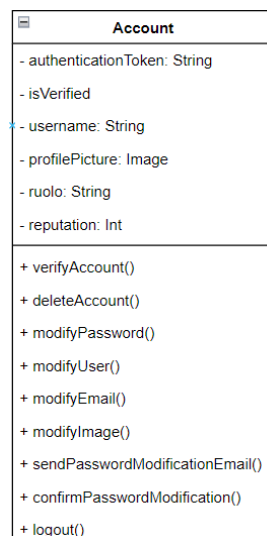 Account
- authenticationToken: String
- isVerified
- username: String
- profilePicture: Image
- ruolo: String
- reputation: Int
+ verifyAccount()
+ deleteAccount()
+ modifyPassword()
+ modifyUser()
+ modifyEmail()
+ modifyImage()
+ sendPasswordModificationEmail()
+ confirmPasswordModification()
+ logout()